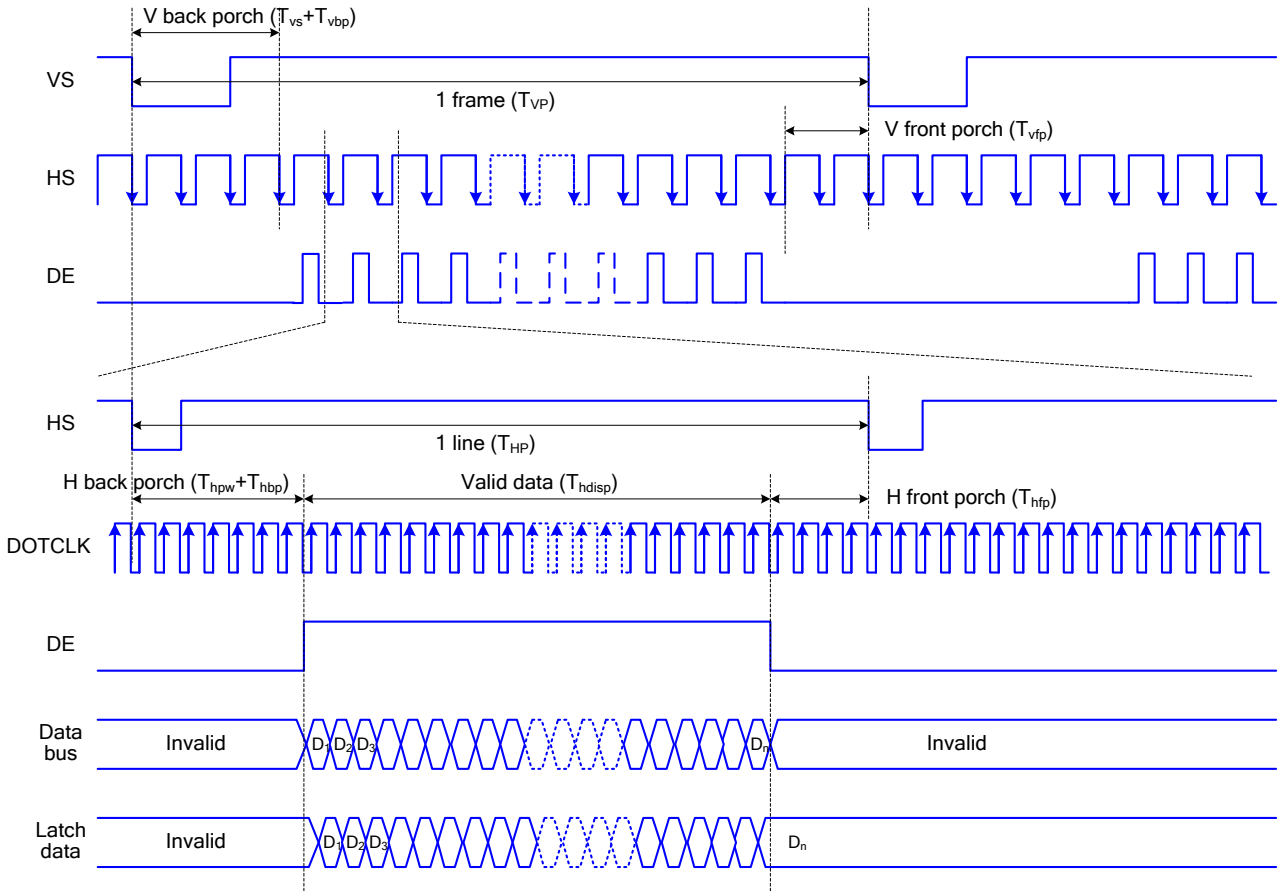 V back porch (Tvs+Tvbp)
VS
1 frame (TVP)
V front porch (Tvfp)
HS
DE
HS
1 line (THP)
H back porch (Thpw+Thbp)
Valid data (Thdisp)
H front porch (Thfp)
DOTCLK
DE
Data bus
Invalid
D1 D2 D3
Dn
Invalid
Latch data
Invalid
D1 D2 D3
Dn